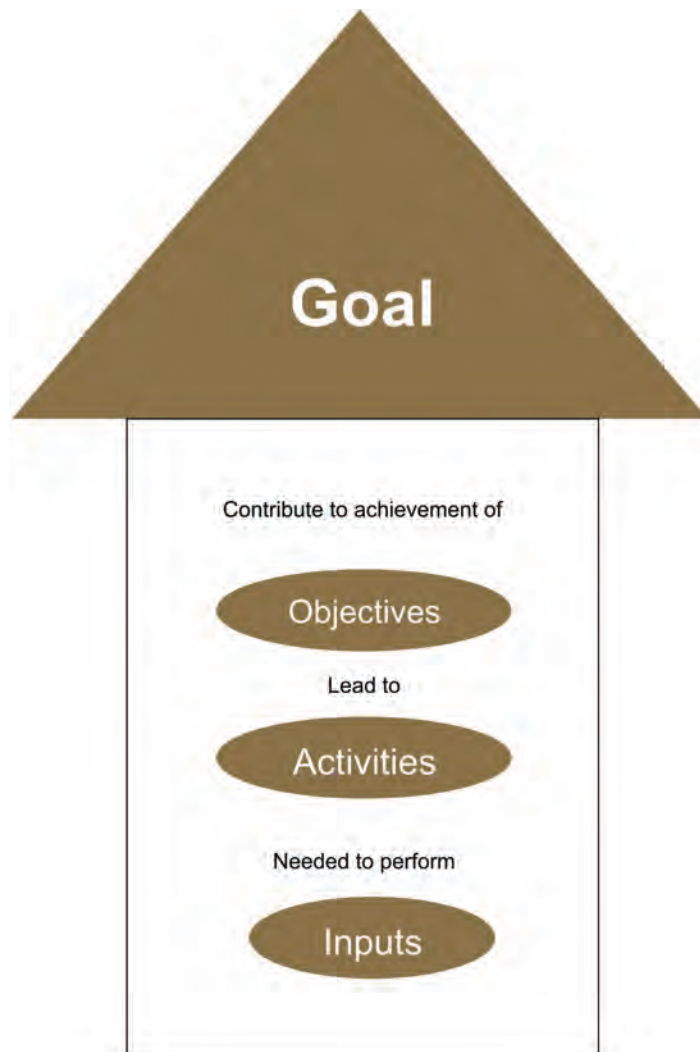 Goal
Contribute to achievement of
Objectives
Lead to
Activities
Needed to perform
Inputs